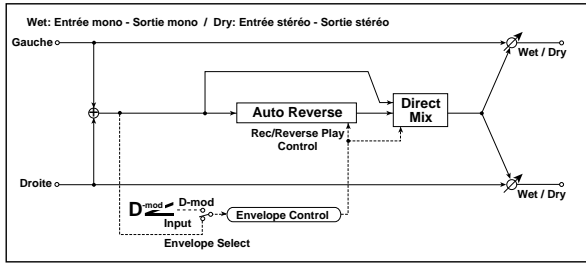 Wet: Entrée mono - Sortie mono / Dry: Entrée stéréo - Sortie stéréo
Gauche
Wet / Dry
Auto Reverse
Direct
Mix
Rec/Reverse Play
Control
Droite
Wet / Dry
D-mod
D-mod
Input
Envelope Control
Envelope Select